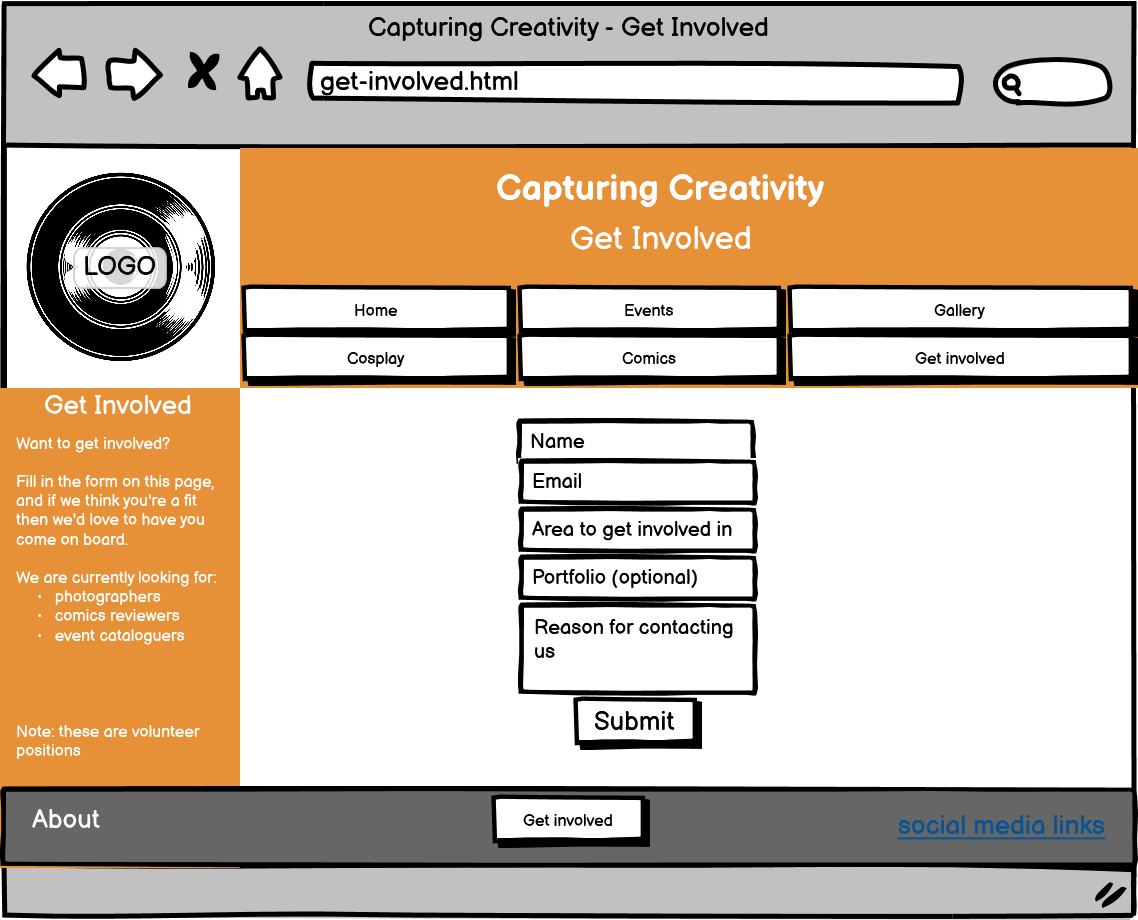 Capturing Creativity - Get Involved
get-involved.html
LOGO
Capturing Creativity
Get Involved
Home
Events
Gallery
Cosplay
Comics
Get involved
Get Involved
Want to get involved?
Fill in the form on this page,
and if we think you're a fit
then we'd love to have you
come on board.
We are currently looking for:
• photographers
• comics reviewers
• event cataloguers
Note: these are volunteer
positions
Name
Email
Area to get involved in
Portfolio (optional)
Reason for contacting
us
Submit
About
Get involved
social media links